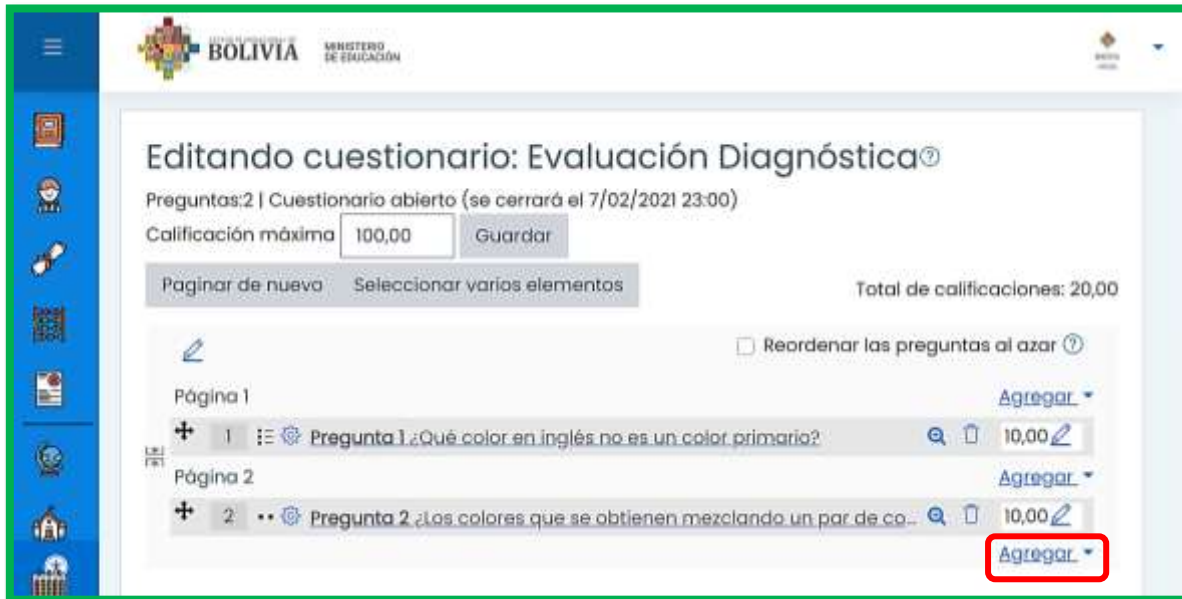 BOLIVIA MINISTERIO
DE EDUCACIÓN
Editando cuestionario: Evaluación Diagnóstica
Preguntas:2 | Cuestionario abierto (se cerrará el 7/02/2021 23:00)
Calificación máxima 100,00 Guardar
Paginar de nuevo Seleccionar varios elementos Total de calificaciones: 20,00
Reordenar las preguntas al azar
Página 1 Agregar
1 Pregunta 1 ¿Qué color en inglés no es un color primario? 10,00
Página 2 Agregar
2 Pregunta 2 ¿Los colores que se obtienen mezclando un par de co... 10,00
Agregar